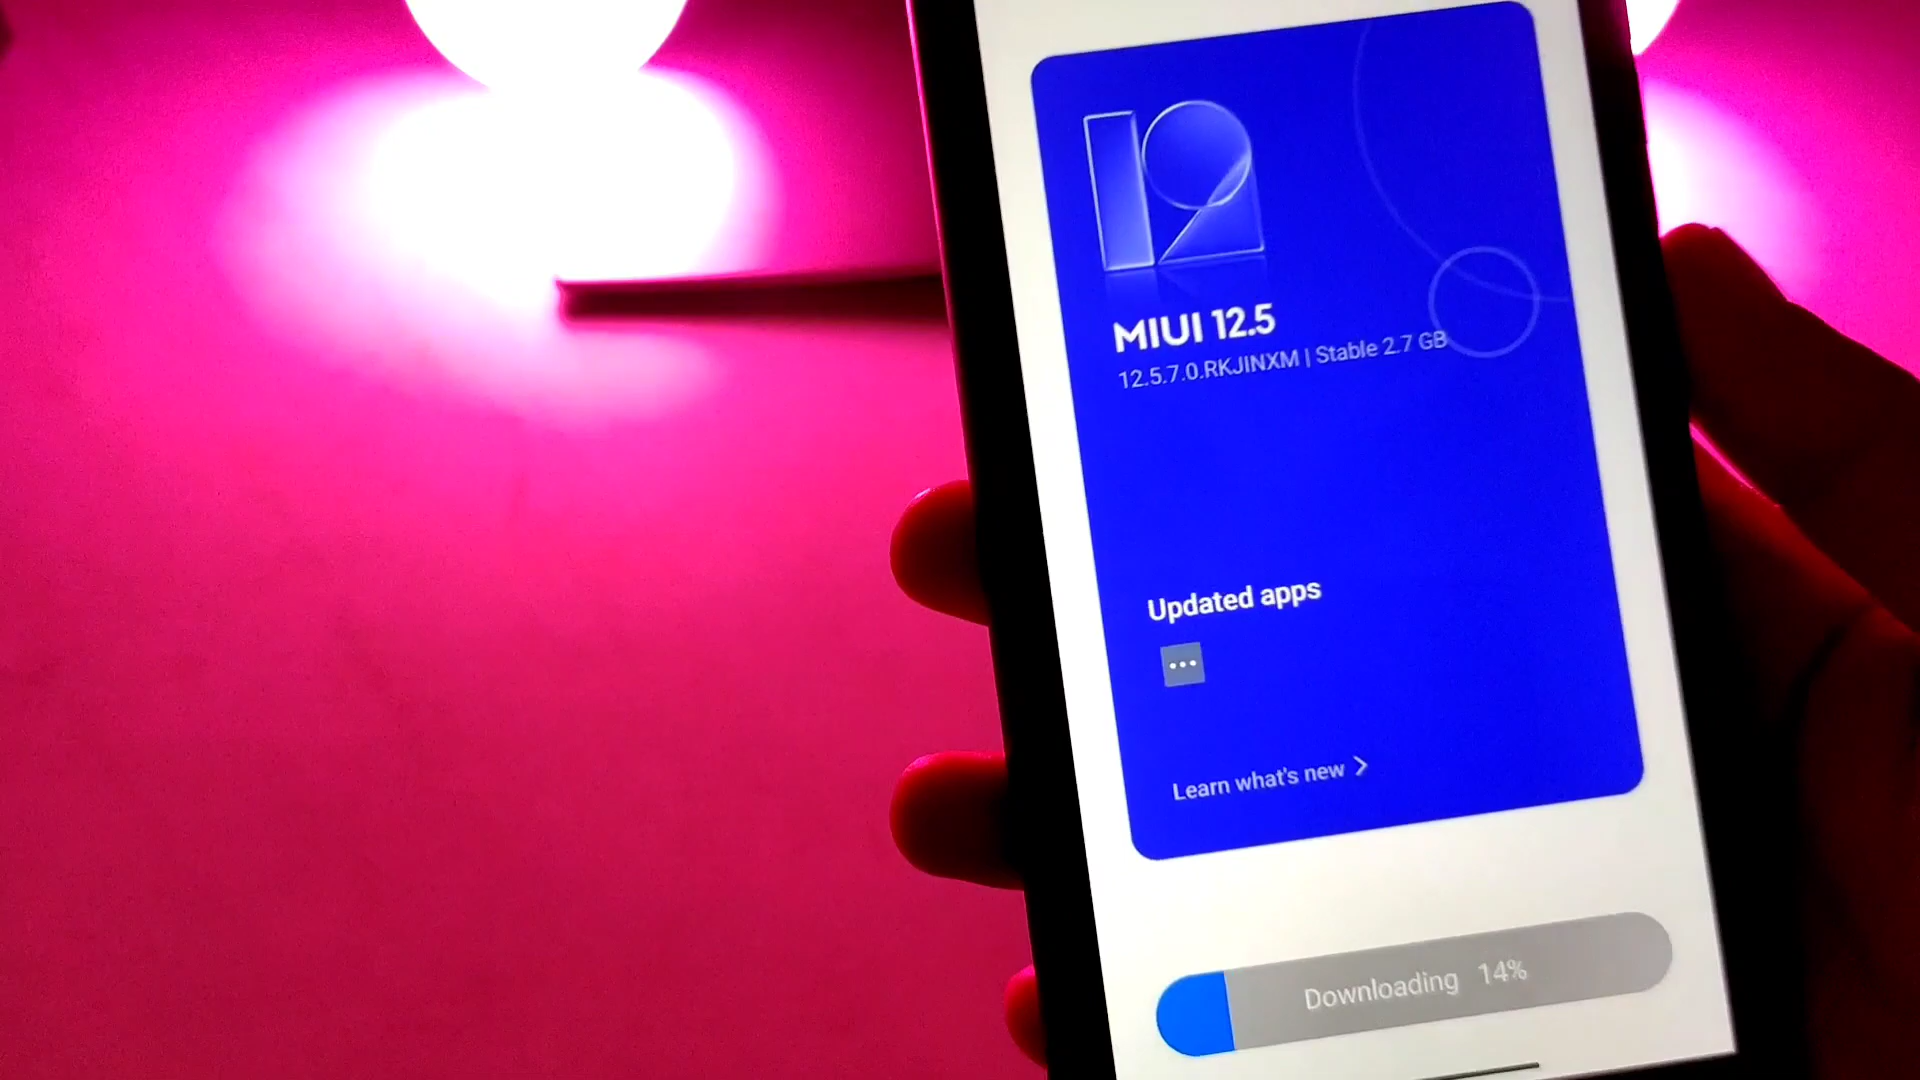 12
MIUI 12.5
12.5.7.0.RKJINXM | Stable 2.7 GB
Updated apps
Learn what's new
Downloading 14%